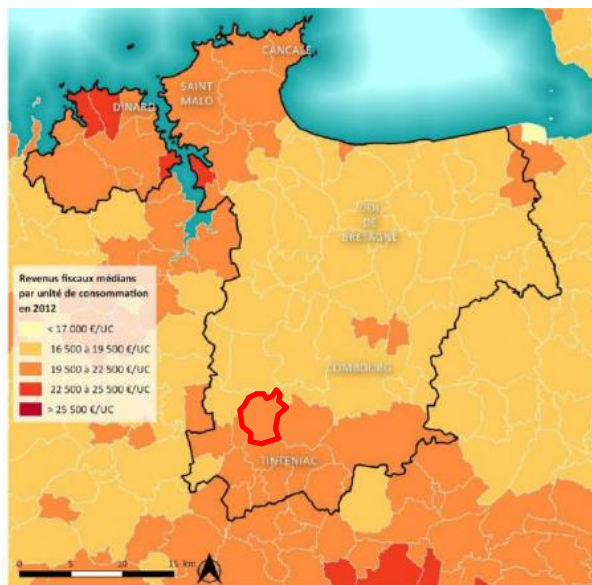 CANCALE
SAINT
MALO
DINARD
DOL
DE
BRETAGNE
Revenus fiscaux médians
par unité de consommation
en 2012
< 17 000 €/UC
16 500 à 19 500 €/UC
19 500 à 22 500 €/UC
22 500 à 25 500 €/UC
> 25 500 €/UC
COMBOURG
TINTENIAC
0 10 20 15 km